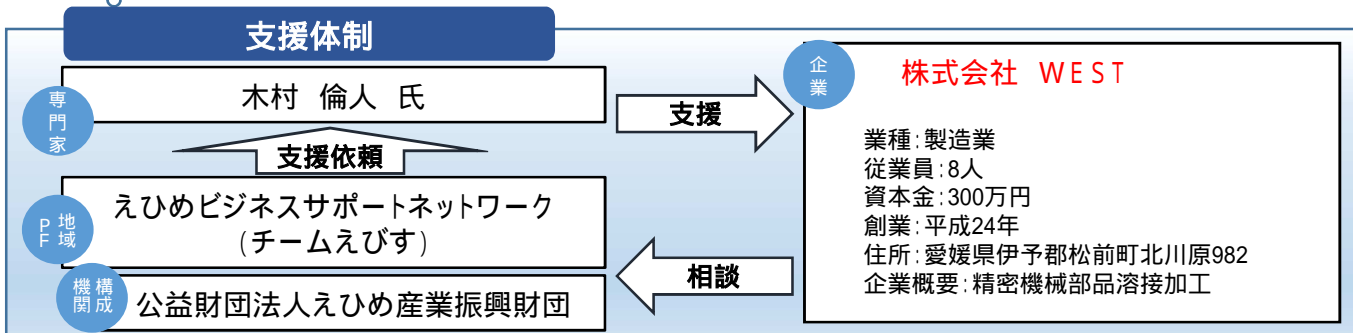 支援体制
専門家
木村 倫人 氏
支援依頼
地域PF
えひめビジネスサポートネットワーク
(チームえびす)
構成機関
公益財団法人えひめ産業振興財団
支援
相談
企業
株式会社 WEST
業種:製造業
従業員:8人
資本金:300万円
創業:平成24年
住所:愛媛県伊予郡松前町北川原982
企業概要:精密機械部品溶接加工